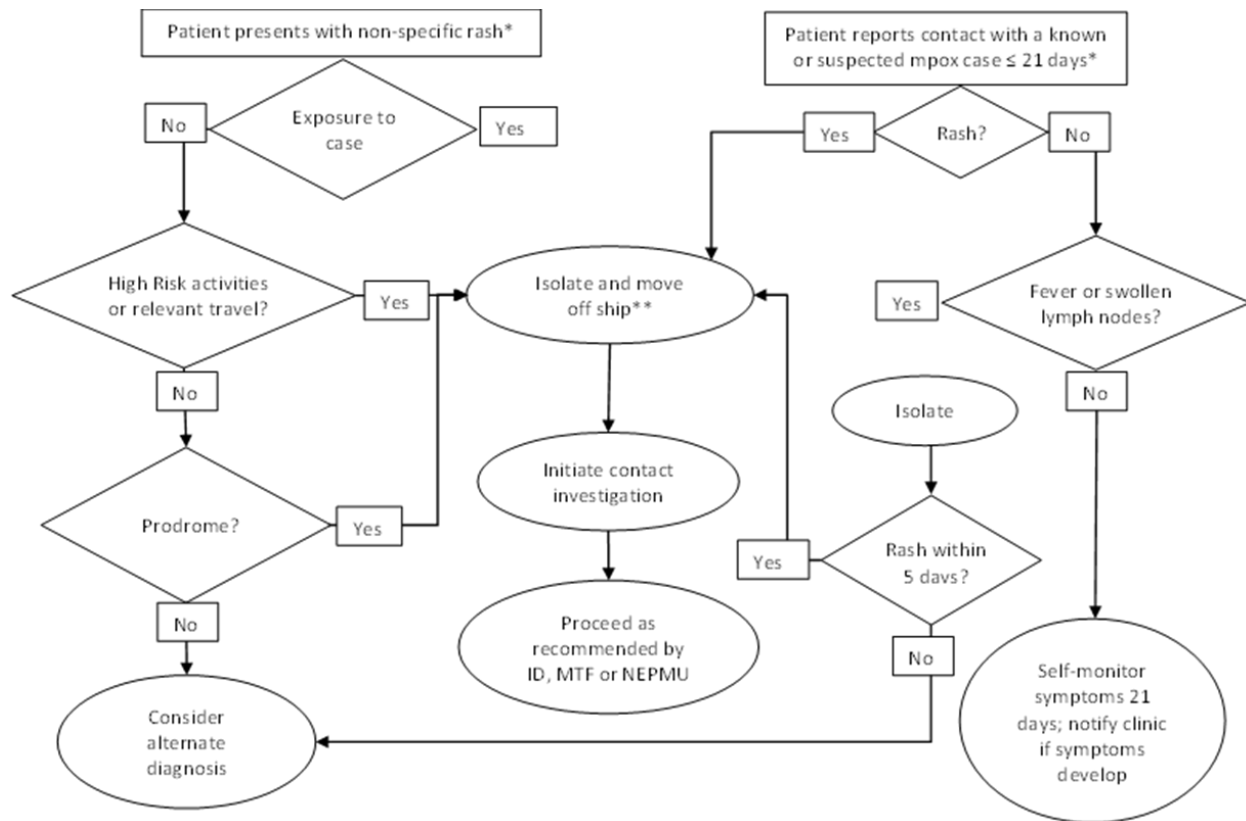 Patient presents with non-specific rash*
Exposure to
case
No
Yes
High Risk activities
or relevant travel?
Yes
No
Prodrome?
Yes
No
Consider
alternate
diagnosis
Isolate and move
off ship**
Initiate contact
investigation
Proceed as
recommended by
ID, MTF or NEPMU
Patient reports contact with a known
or suspected mpox case ≤ 21 days*
Yes
Rash?
No
Yes
Fever or swollen
lymph nodes?
No
Isolate
Yes
Rash within
5 days?
No
Self-monitor
symptoms 21
days; notify clinic
if symptoms
develop